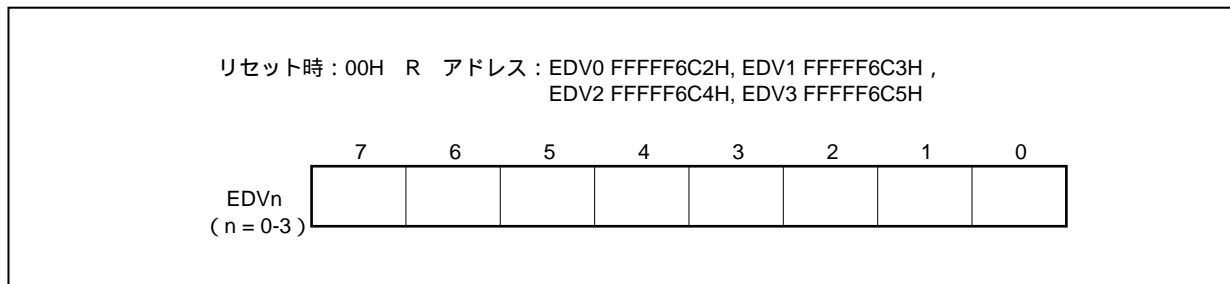 リセット時：00H　R　アドレス：EDV0 FFFFF6C2H, EDV1 FFFFF6C3H，
EDV2 FFFFF6C4H, EDV3 FFFFF6C5H
7 6 5 4 3 2 1 0
EDVn
（n = 0-3）